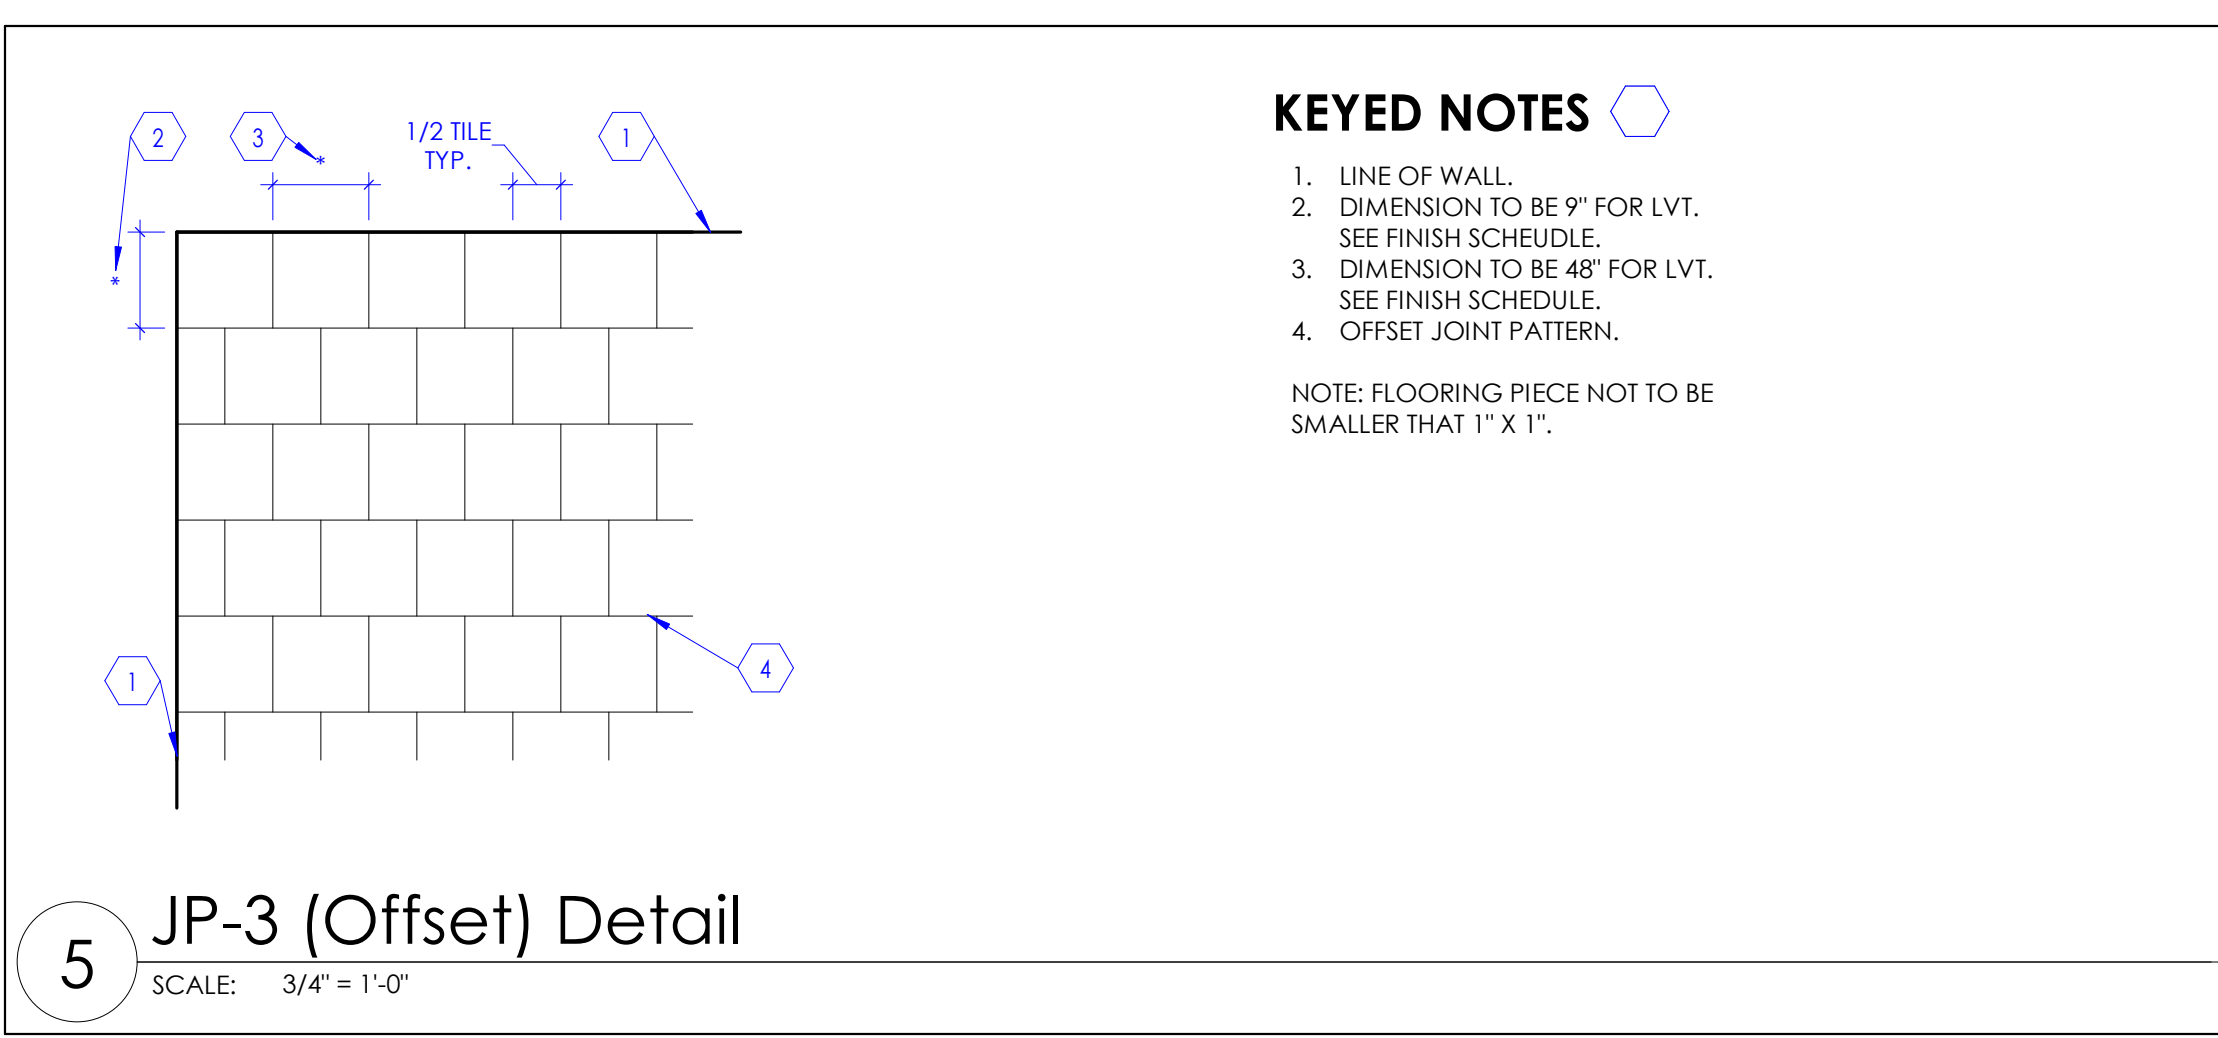 2
3
*
1/2 TILE
TYP.
1
*
1
4
KEYED NOTES
1. LINE OF WALL.
2. DIMENSION TO BE 9" FOR LVT.
SEE FINISH SCHEUDLE.
3. DIMENSION TO BE 48" FOR LVT.
SEE FINISH SCHEDULE.
4. OFFSET JOINT PATTERN.
NOTE: FLOORING PIECE NOT TO BE
SMALLER THAT 1" X 1".
5
JP-3 (Offset) Detail
SCALE: 3/4" = 1'-0"